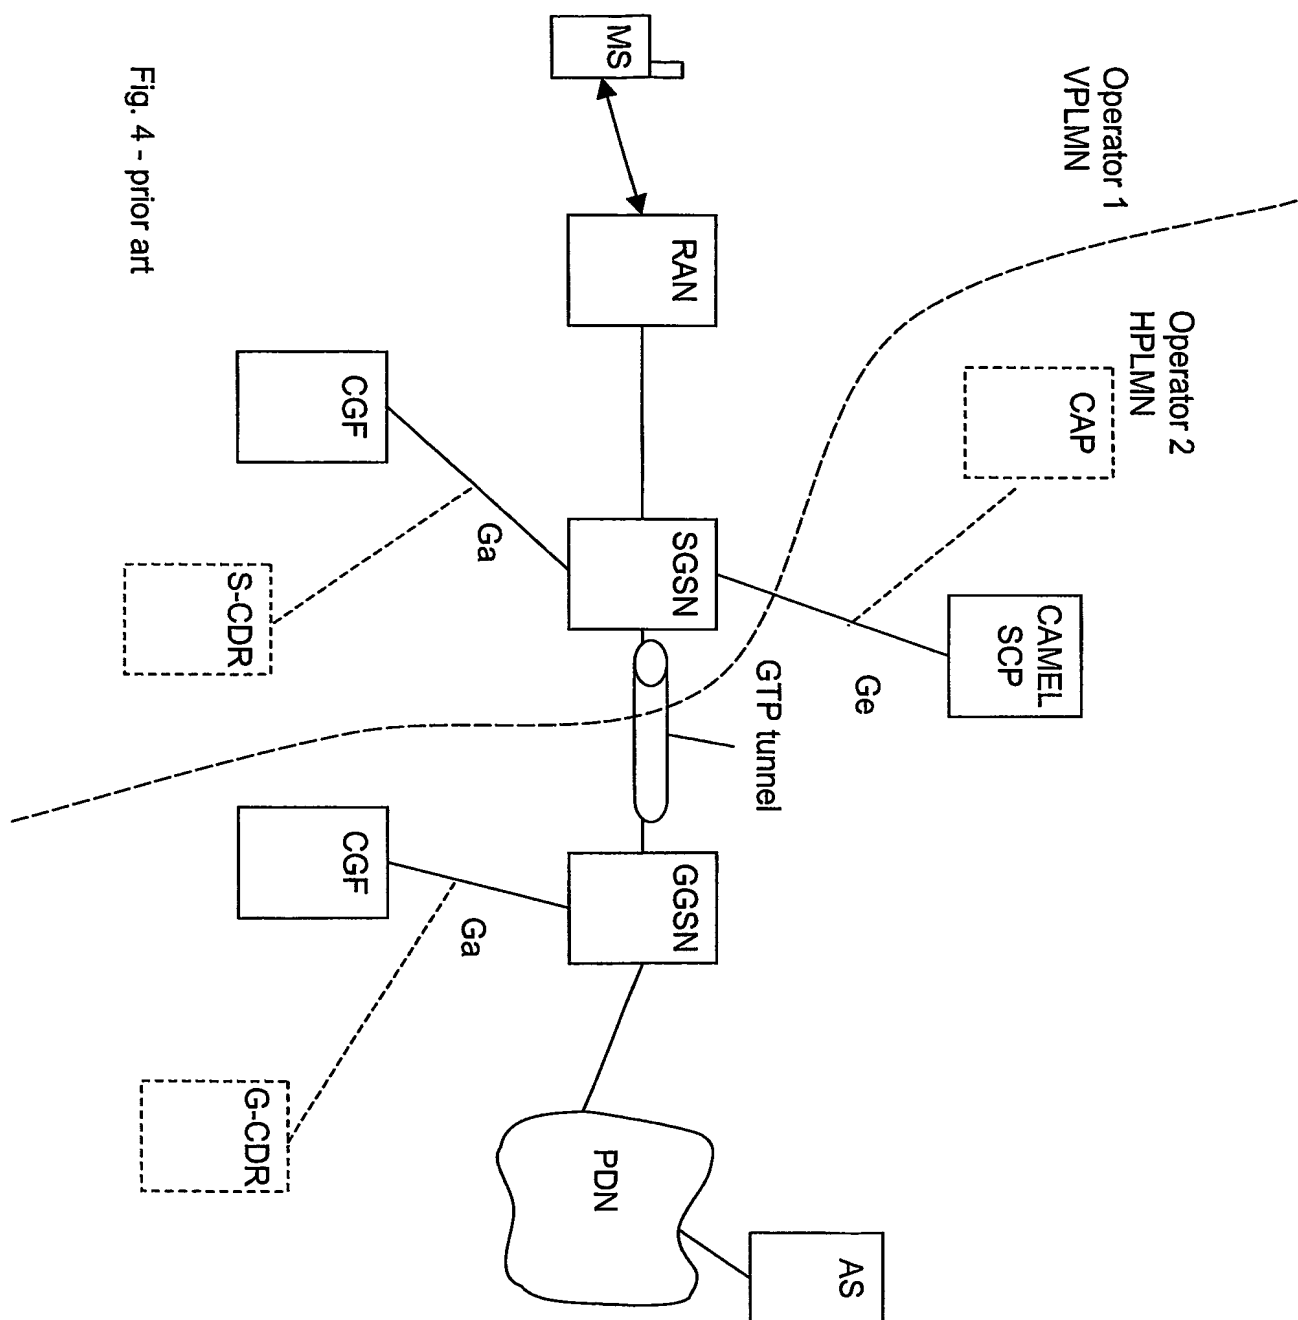 Operator 1
VPLMN
Operator 2
HPLMN
CAP
CAMEL
SCP
Ge
GTP tunnel
AS
MS
RAN
SGSN
GGSN
PDN
Ga
Ga
CGF
CGF
S-CDR
G-CDR
Fig. 4 - prior art